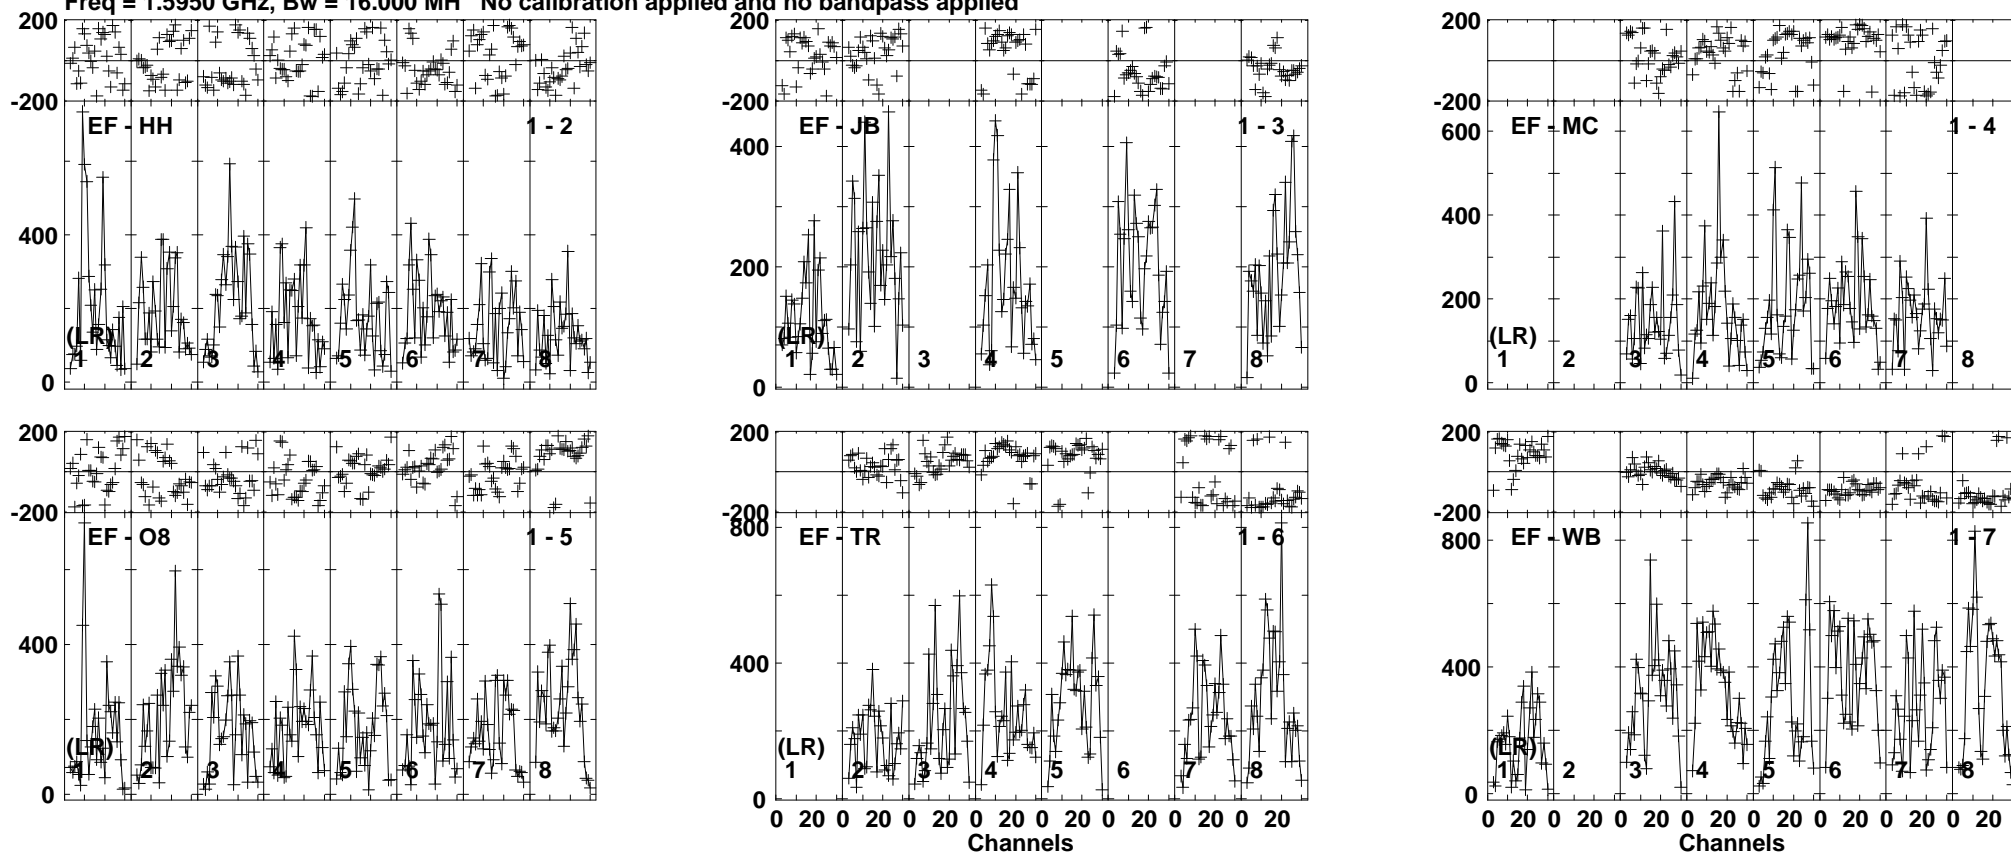 Freq = 1.5950 GHz, Bw = 16.000 MH  No calibration applied and no bandpass applied
200
-200
EF - HH 1 - 2
400
(LR)
1 2 3 4 5 6 7 8
0
200
-200
EF - JB 1 - 3
400
200
(LR)
1 2 3 4 5 6 7 8
0
200
-200
600
EF - MC 1 - 4
400
200
(LR)
1 2 3 4 5 6 7 8
0
200
-200
EF - O8 1 - 5
400
(LR)
1 2 3 4 5 6 7 8
0
200
-200
800
EF - TR 1 - 6
400
(LR)
1 2 3 4 5 6 7 8
0
0 20 0 20 0 20 0 20 0 20 0 20 0 20 0 20
Channels
200
-200
800
EF - WB 1 - 7
400
(LR)
1 2 3 4 5 6 7 8
0
0 20 0 20 0 20 0 20 0 20 0 20 0 20 0 20
Channels